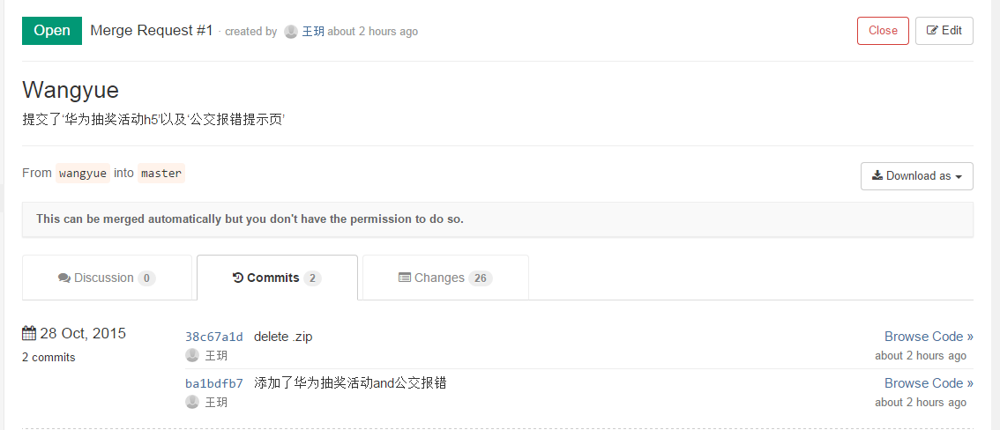 Open Merge Request #1 · created by 王玥 about 2 hours ago Close Edit
Wangyue
提交了‘华为抽奖活动h5’以及‘公交报错提示页’
From wangyue into master Download as
This can be merged automatically but you don't have the permission to do so.
Discussion 0 Commits 2 Changes 26
28 Oct, 2015 38c67a1d delete .zip Browse Code »
2 commits 王玥 about 2 hours ago
ba1bdfb7 添加了华为抽奖活动and公交报错 Browse Code »
王玥 about 2 hours ago